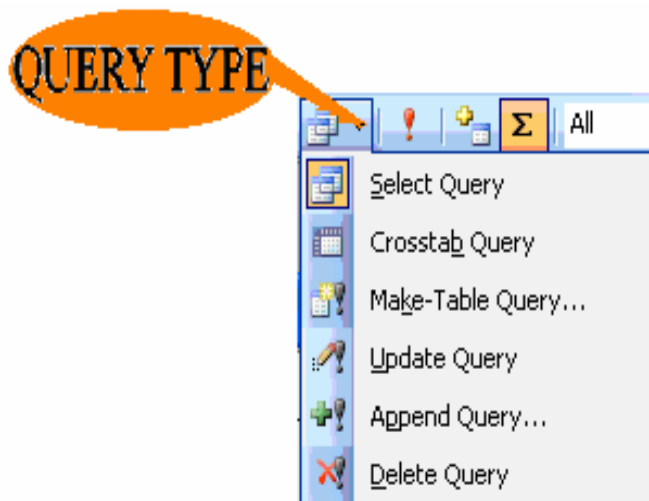 QUERY TYPE
Σ All
Select Query
Crosstab Query
Make-Table Query...
Update Query
Append Query...
Delete Query